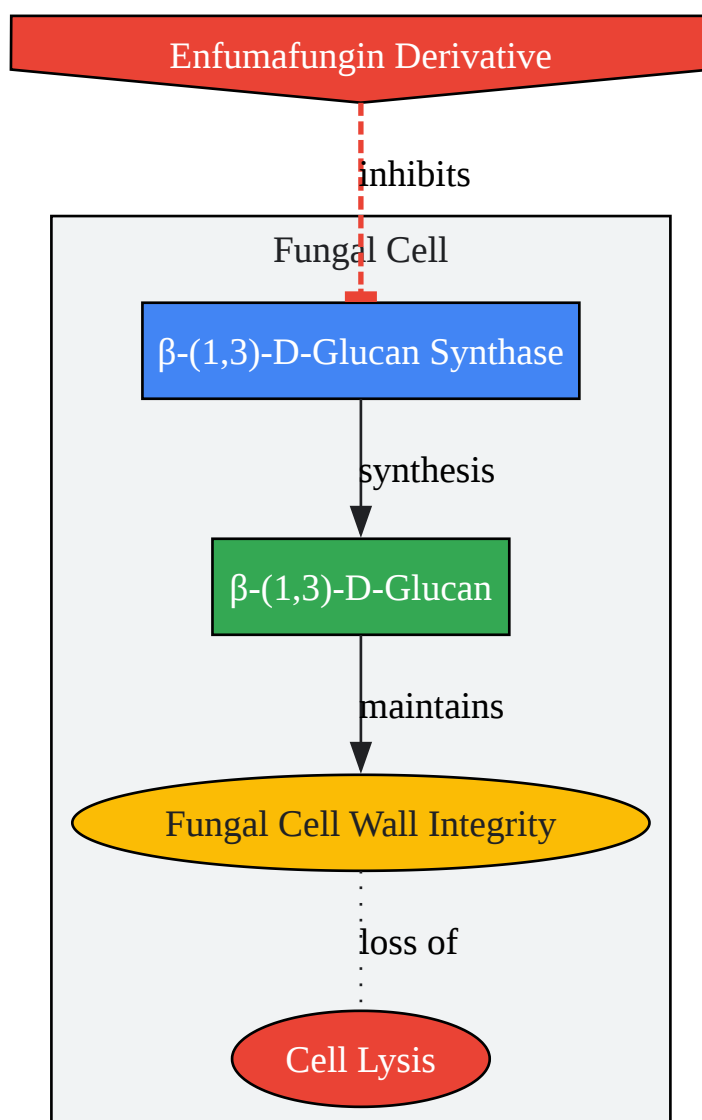 Enfumafungin Derivative
inhibits
Fungal Cell
β-(1,3)-D-Glucan Synthase
synthesis
β-(1,3)-D-Glucan
maintains
Fungal Cell Wall Integrity
loss of
Cell Lysis